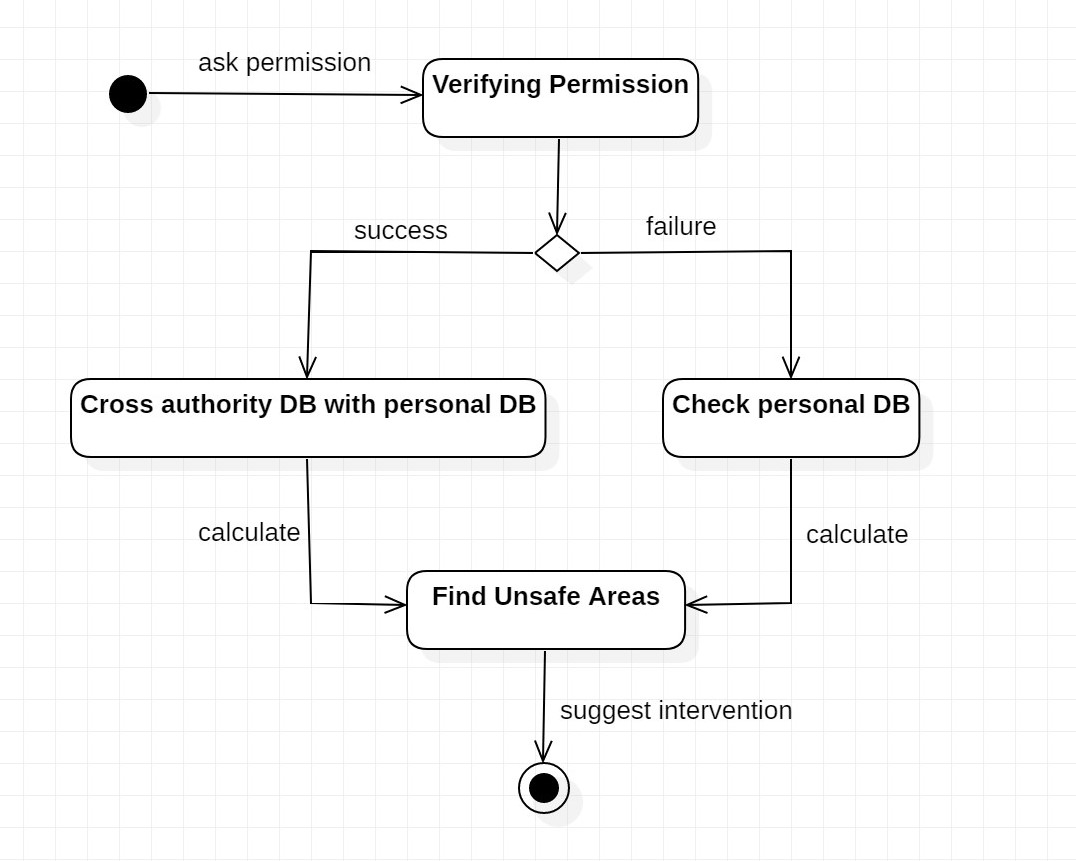 ask permission
Verifying Permission
success
failure
Cross authority DB with personal DB
Check personal DB
calculate
calculate
Find Unsafe Areas
suggest intervention